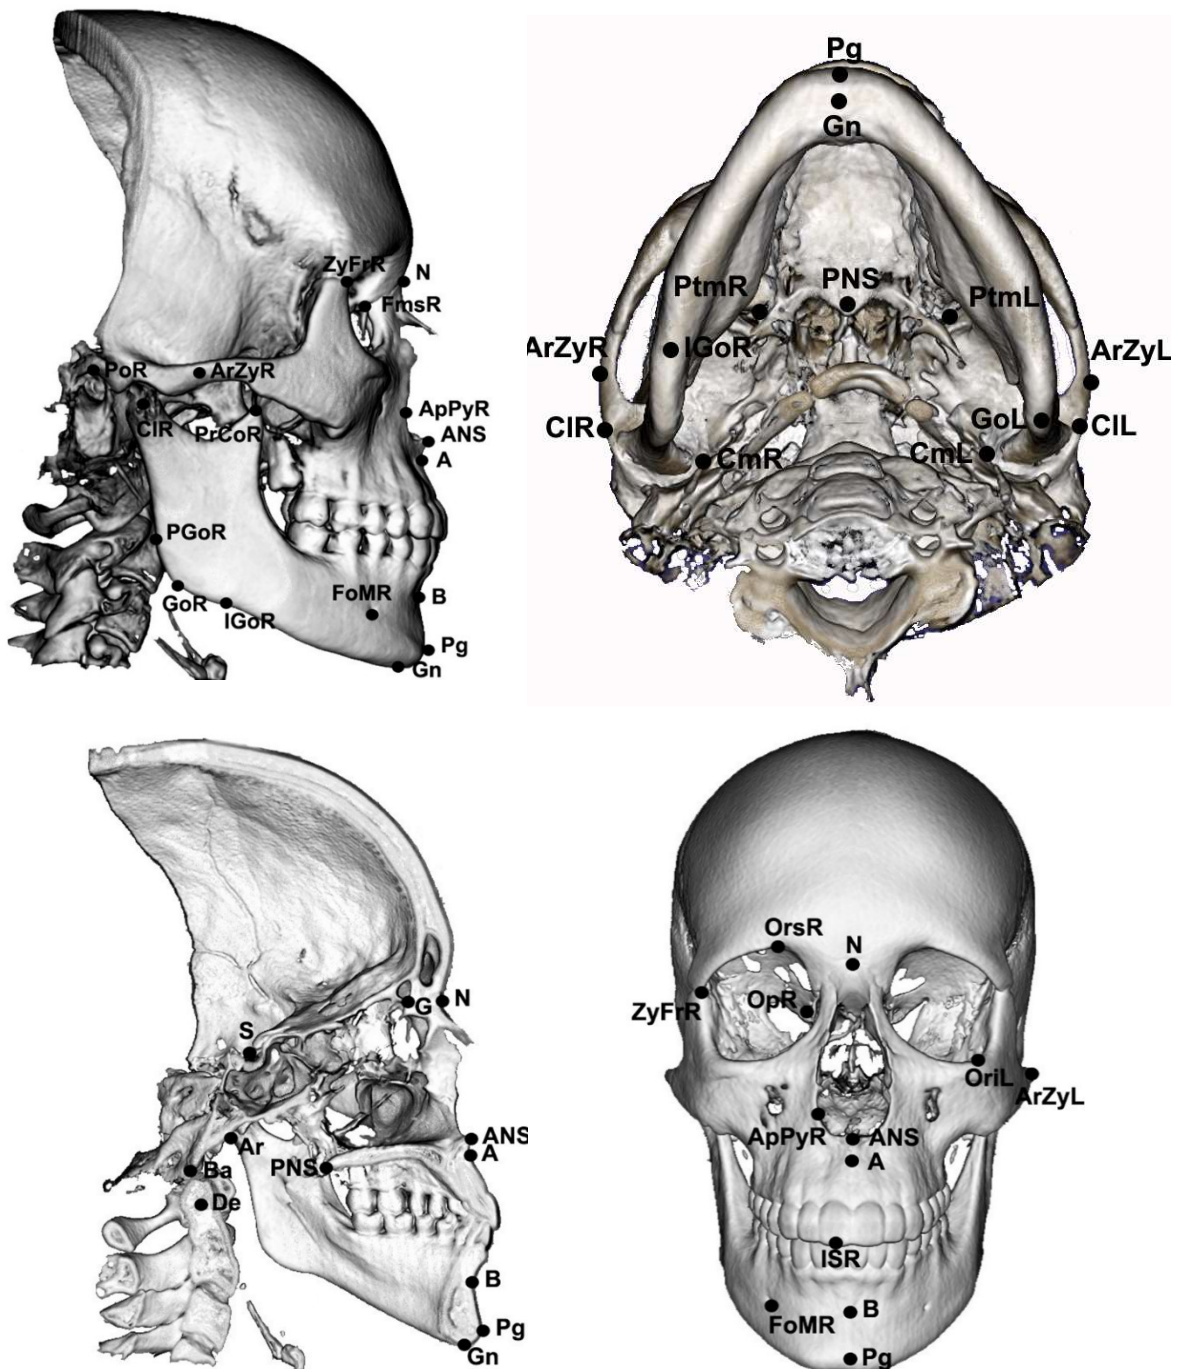 ZyFrR
N
FmsR
PoR
ArZyR
ClR
PrCoR
ApPyR
ANS
A
PGoR
GoR
IGoR
FoMR
B
Pg
Gn
Pg
Gn
PtmR
PNS
PtmL
ArZyR
IGoR
ArZyL
ClR
GoL
ClL
CmR
CmL
G
N
S
Ar
ANS
A
PNS
Ba
De
B
Pg
Gn
OrsR
N
ZyFrR
OpR
OriL
ArZyL
ApPyR
ANS
A
ISR
FoMR
B
Pg